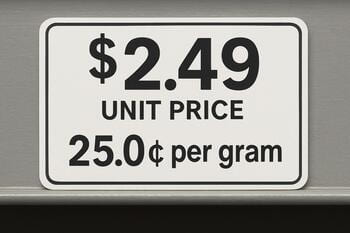 $2.49
UNIT PRICE
25.0¢ per gram